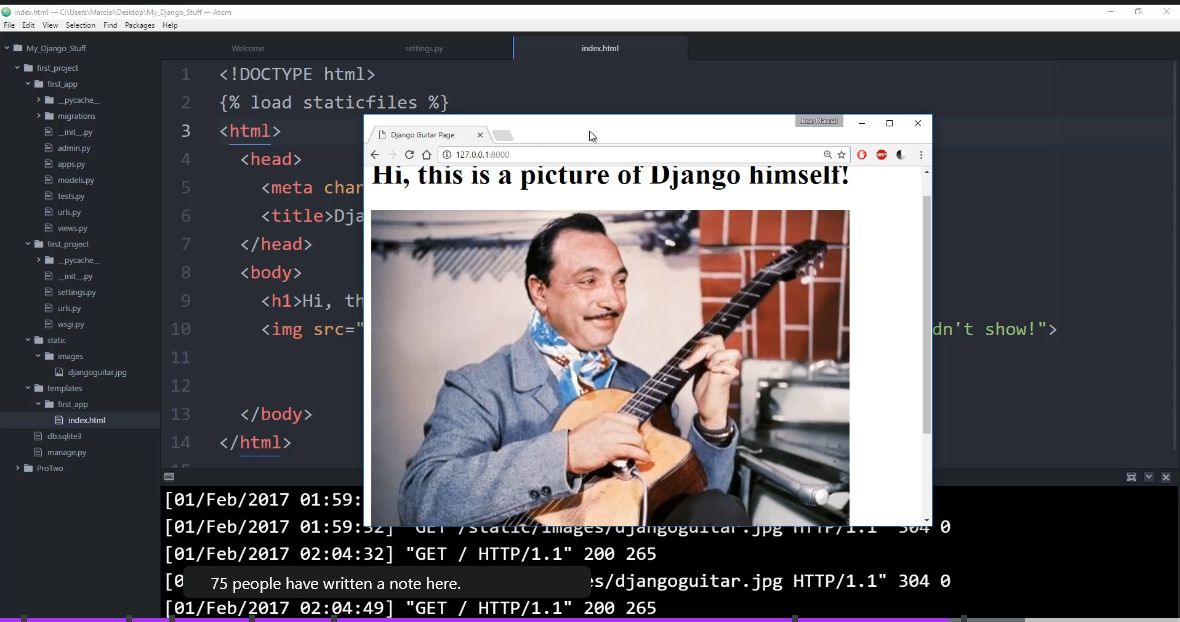 index.html — C:\Users\Marcial\Desktop\My_Django_Stuff — Atom
File Edit View Selection Find Packages Help
My_Django_Stuff
first_project
first_app
__pycache__
migrations
__init__.py
admin.py
apps.py
models.py
tests.py
urls.py
views.py
first_project
__pycache__
__init__.py
settings.py
urls.py
wsgi.py
static
images
djangoguitar.jpg
templates
first_app
index.html
db.sqlite3
manage.py
ProTwo
Welcome settings.py index.html
1 <!DOCTYPE html>
2 {% load staticfiles %}
3 <html>
4 <head>
5 <meta char
6 <title>Dja
7 </head>
8 <body>
9 <h1>Hi, th
10 <img src=" dn't show!">
11
12
13 </body>
14 </html>
15
Jose Marcial
Django Guitar Page
127.0.0.1:8000
ABP
Hi, this is a picture of Django himself!
[01/Feb/2017 01:59:
[01/Feb/2017 01:59:52] "GET /static/images/djangoguitar.jpg HTTP/1.1" 304 0
[01/Feb/2017 02:04:32] "GET / HTTP/1.1" 200 265
[0 es/djangoguitar.jpg HTTP/1.1" 304 0
75 people have written a note here.
[01/Feb/2017 02:04:49] "GET / HTTP/1.1" 200 265